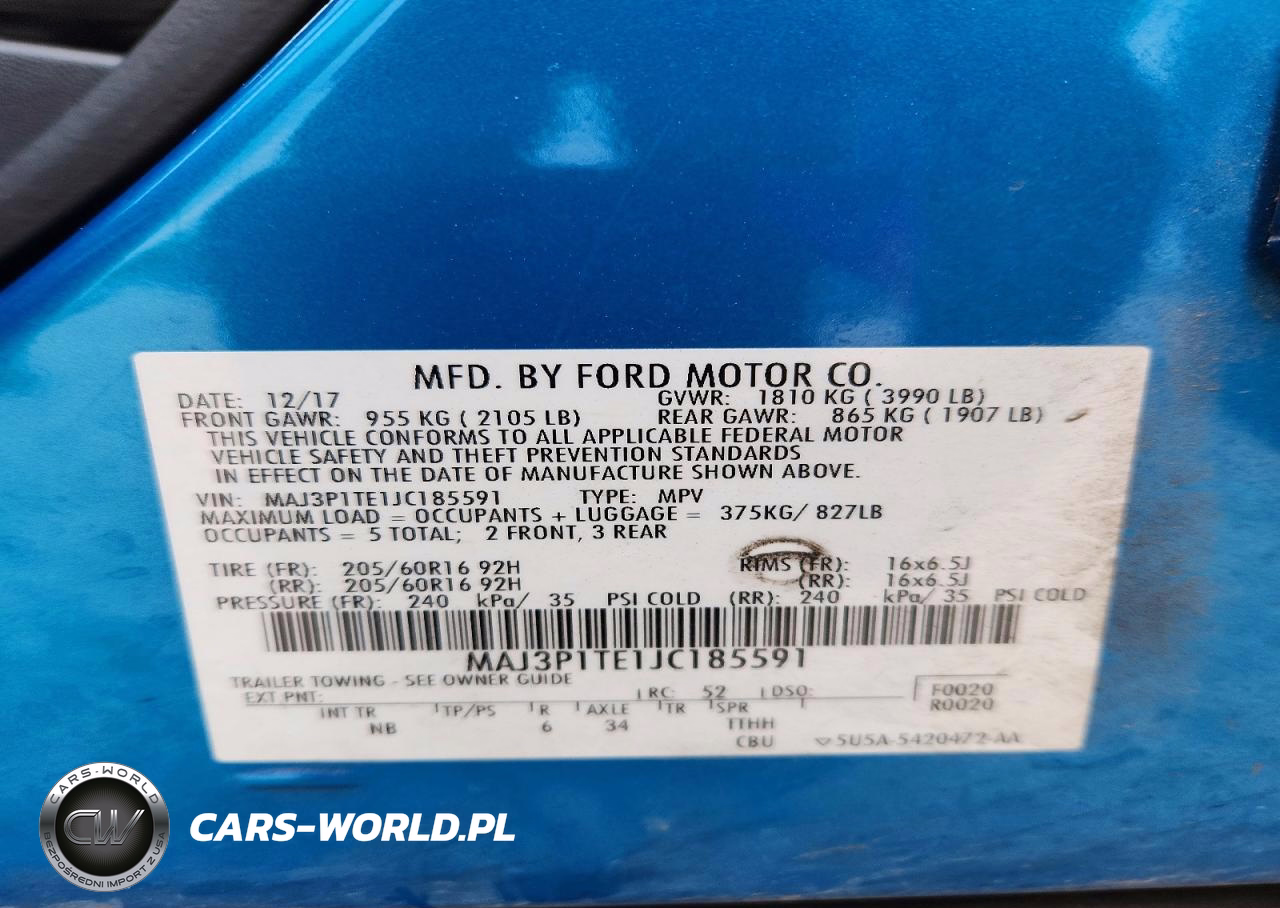 MFD. BY FORD MOTOR CO.
DATE: 12/17 GVWR: 1810 KG ( 3990 LB)
FRONT GAWR: 955 KG ( 2105 LB) REAR GAWR: 865 KG ( 1907 LB)
THIS VEHICLE CONFORMS TO ALL APPLICABLE FEDERAL MOTOR
VEHICLE SAFETY AND THEFT PREVENTION STANDARDS
IN EFFECT ON THE DATE OF MANUFACTURE SHOWN ABOVE.
VIN: MAJ3P1TE1JC185591 TYPE: MPV
MAXIMUM LOAD = OCCUPANTS + LUGGAGE = 375KG/ 827LB
OCCUPANTS = 5 TOTAL; 2 FRONT, 3 REAR
TIRE (FR): 205/60R16 92H RIMS (FR): 16x6.5J
(RR): 205/60R16 92H (RR): 16x6.5J
PRESSURE (FR): 240 kPa/ 35 PSI COLD (RR): 240 kPa/ 35 PSI COLD
MAJ3P1TE1JC185591
TRAILER TOWING - SEE OWNER GUIDE
EXT PNT: RC: 52 DSO: F0020
R0020
INT TR TP/PS R AXLE TR SPR
NB 6 34 TTHH
CBU 5U5A-5420472-AA
CARS-WORLD
CW
BEZPOŚREDNI IMPORT Z USA
CARS-WORLD.PL